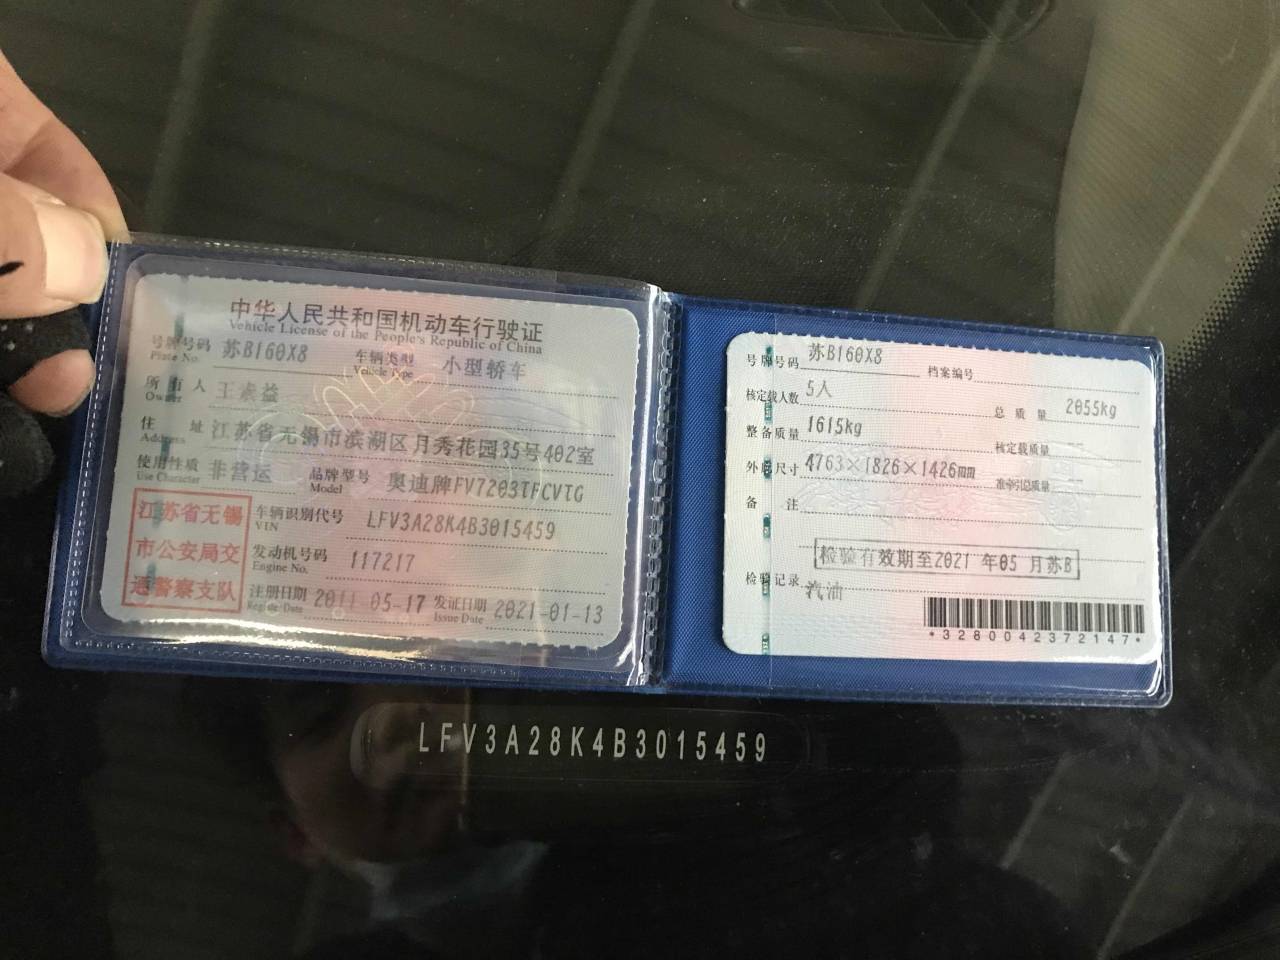 中华人民共和国机动车行驶证
Vehicle License of the People's Republic of China
号牌号码 苏B160X8 车辆类型 小型轿车
Plate No. Vehicle Type
所有人 王素益
Owner
住址 江苏省无锡市滨湖区月秀花园35号402室
Address
使用性质 非营运 品牌型号 奥迪牌FV7203TFCVTG
Use Character Model
江苏省无锡
市公安局交
通警察支队
车辆识别代号 LFV3A28K4B3015459
VIN
发动机号码 117217
Engine No.
注册日期 2011-05-17 发证日期 2021-01-13
Register Date Issue Date
号牌号码 苏B160X8 档案编号
核定载人数 5人 总质量 2055kg
整备质量 1615kg 核定载质量 --
外廓尺寸 4763×1826×1426mm 准牵引总质量 --
备注
检验有效期至2021年05月苏B
检验记录 汽油
*3280042372147*
LFV3A28K4B3015459